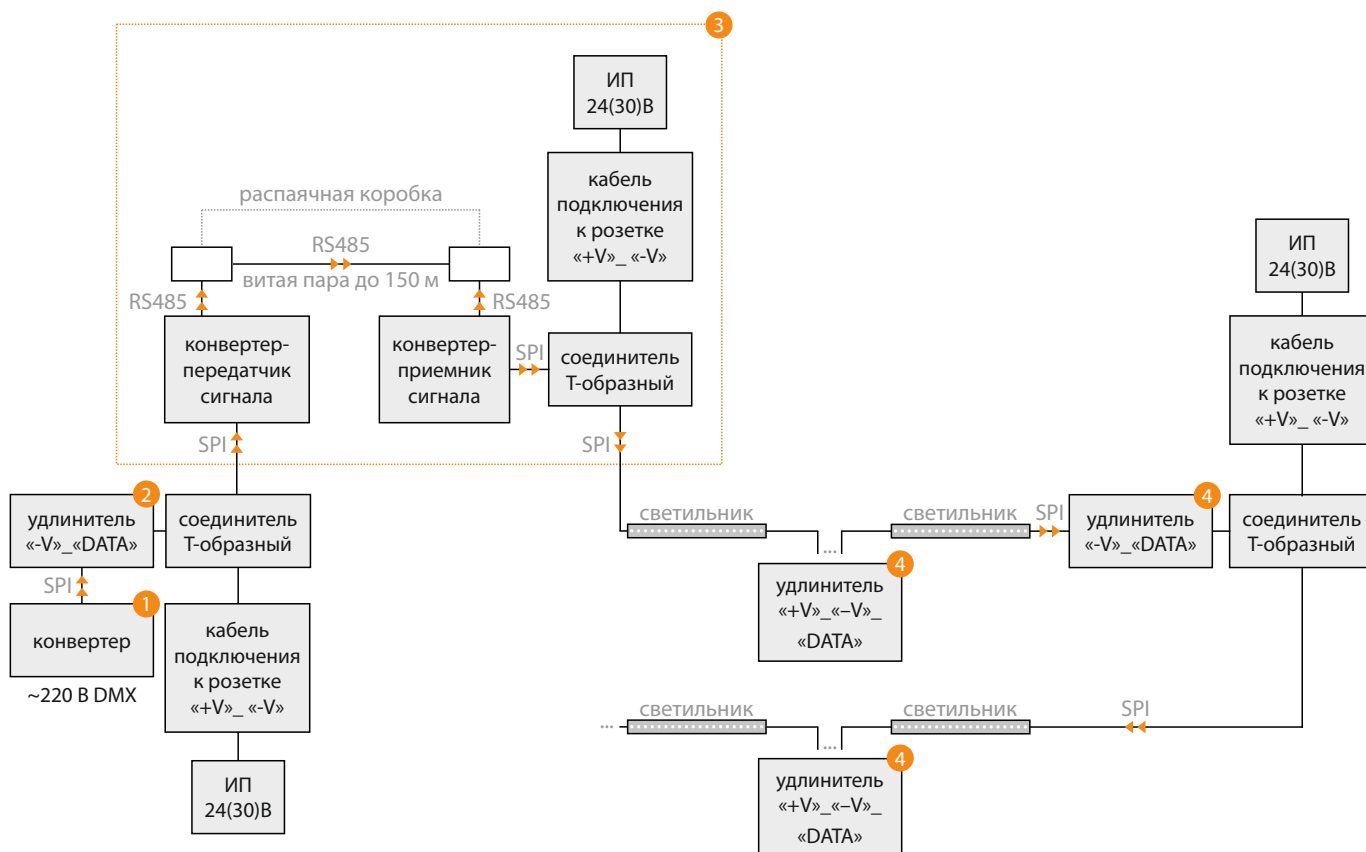 3
ИП
24(30)В
кабель
подключения
к розетке
«+V»_ «-V»
распаячная коробка
RS485
витая пара до 150 м
RS485
RS485
конвертер-
передатчик
сигнала
конвертер-
приемник
сигнала
SPI
соединитель
Т-образный
SPI
SPI
ИП
24(30)В
кабель
подключения
к розетке
«+V»_ «-V»
2
удлинитель
«-V»_«DATA»
соединитель
Т-образный
SPI
1
конвертер
~220 В DMX
кабель
подключения
к розетке
«+V»_ «-V»
ИП
24(30)В
светильник
...
светильник
SPI
4
удлинитель
«-V»_«DATA»
соединитель
Т-образный
4
удлинитель
«+V»_«–V»_
«DATA»
...
светильник
...
светильник
SPI
4
удлинитель
«+V»_«–V»_
«DATA»